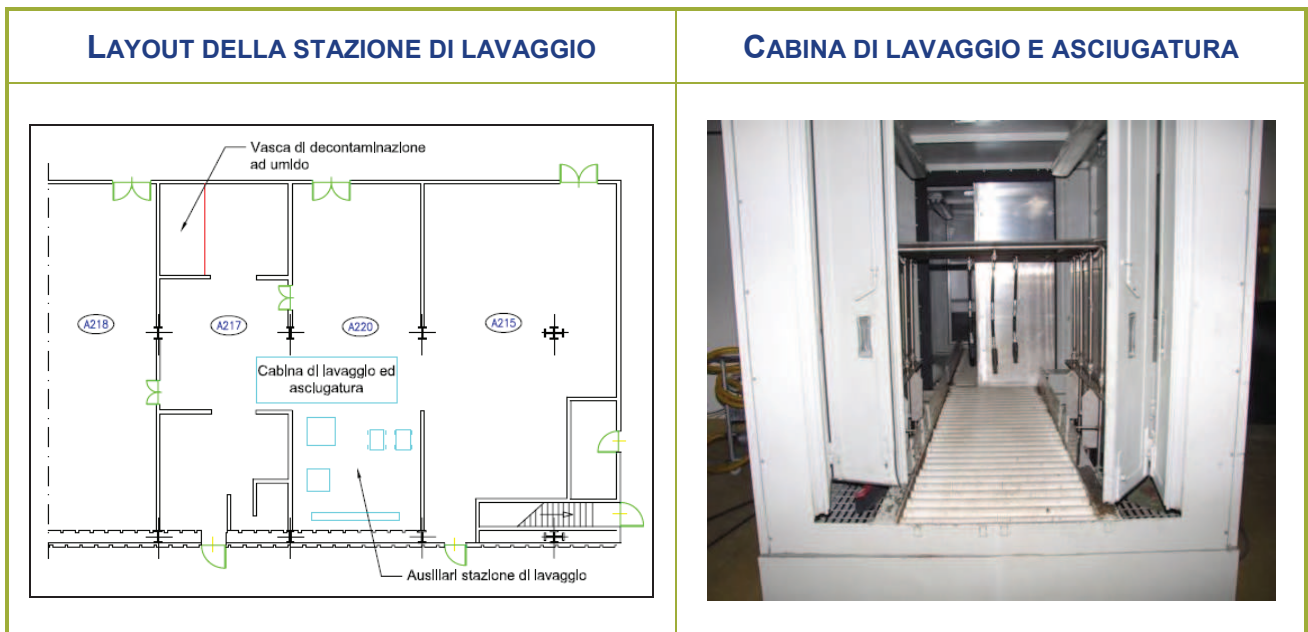 LAYOUT DELLA STAZIONE DI LAVAGGIO
CABINA DI LAVAGGIO E ASCIUGATURA
Vasca di decontaminazione
ad umido
A218
A217
A220
A215
Cabina di lavaggio ed
asciugatura
Ausiliari stazione di lavaggio